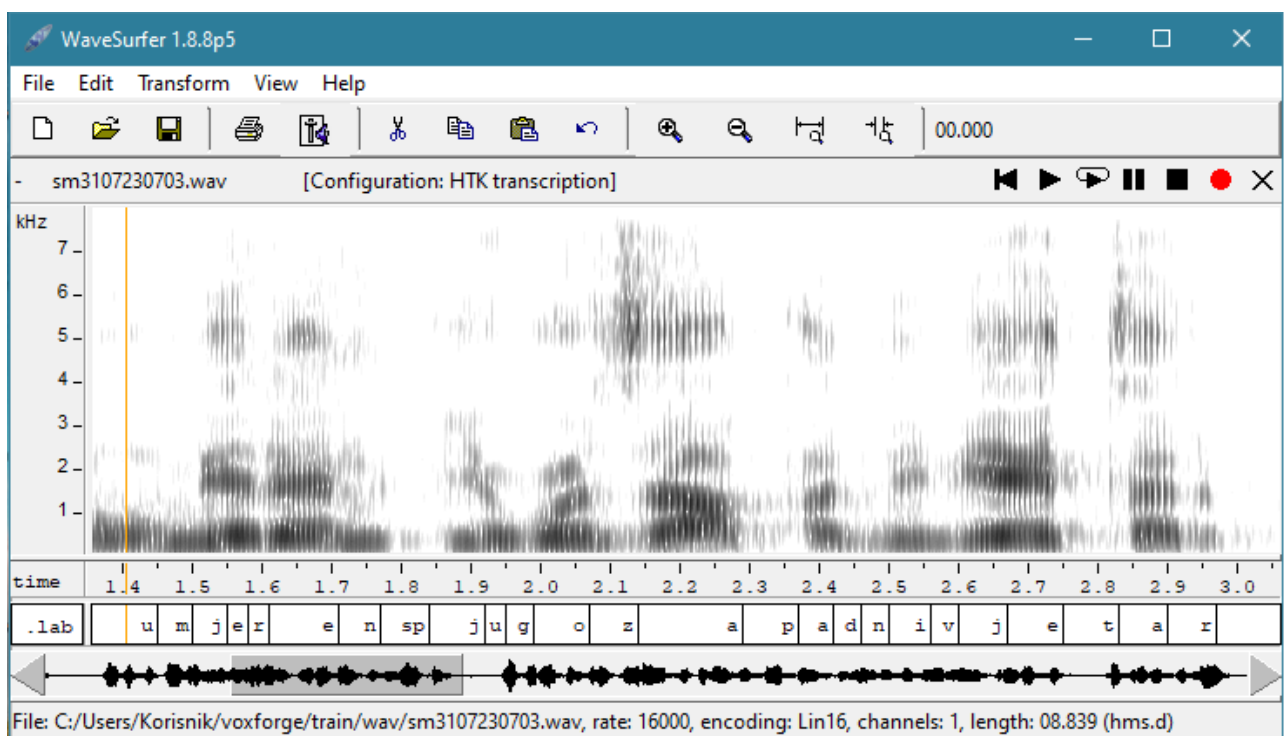 WaveSurfer 1.8.8p5
File Edit Transform View Help
00.000
- sm3107230703.wav [Configuration: HTK transcription]
kHz
7
6
5
4
3
2
1
time 1.4 1.5 1.6 1.7 1.8 1.9 2.0 2.1 2.2 2.3 2.4 2.5 2.6 2.7 2.8 2.9 3.0
.lab u m j e r e n sp j u g o z a p a d n i v j e t a r
File: C:/Users/Korisnik/voxforge/train/wav/sm3107230703.wav, rate: 16000, encoding: Lin16, channels: 1, length: 08.839 (hms.d)